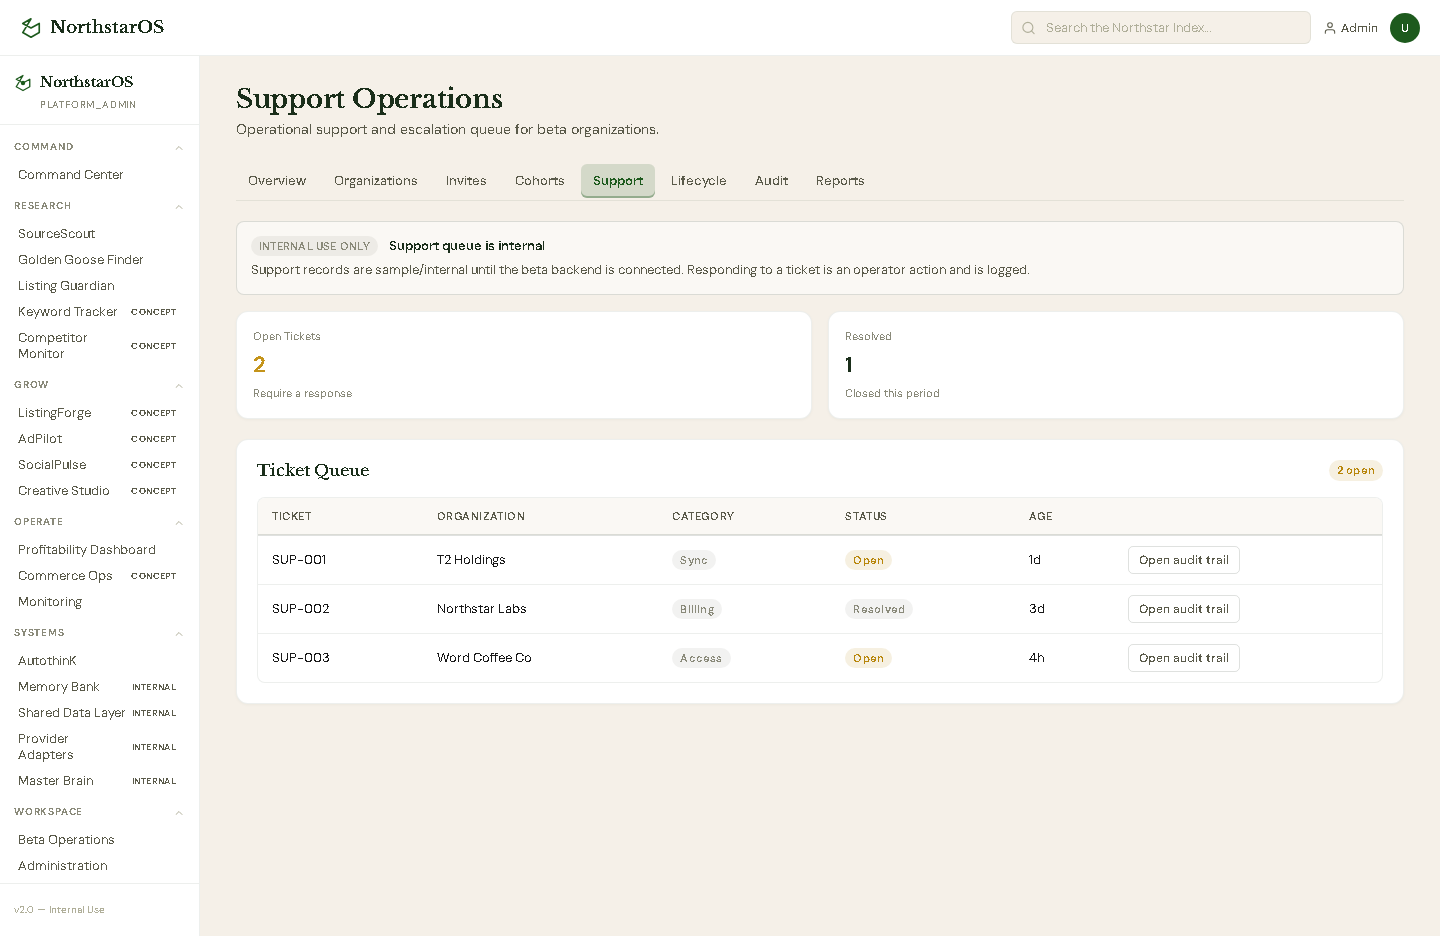 NorthstarOS
Search the Northstar Index...
Admin
U
NorthstarOS
PLATFORM_ADMIN
COMMAND
Command Center
RESEARCH
SourceScout
Golden Goose Finder
Listing Guardian
Keyword Tracker CONCEPT
Competitor
Monitor
CONCEPT
GROW
ListingForge CONCEPT
AdPilot CONCEPT
SocialPulse CONCEPT
Creative Studio CONCEPT
OPERATE
Profitability Dashboard
Commerce Ops CONCEPT
Monitoring
SYSTEMS
AutothinK
Memory Bank INTERNAL
Shared Data Layer INTERNAL
Provider
Adapters
INTERNAL
Master Brain INTERNAL
WORKSPACE
Beta Operations
Administration
v2.0 — Internal Use
Support Operations
Operational support and escalation queue for beta organizations.
Overview Organizations Invites Cohorts Support Lifecycle Audit Reports
INTERNAL USE ONLY Support queue is internal
Support records are sample/internal until the beta backend is connected. Responding to a ticket is an operator action and is logged.
Open Tickets
2
Require a response
Resolved
1
Closed this period
Ticket Queue
2 open
TICKET ORGANIZATION CATEGORY STATUS AGE
SUP-001 T2 Holdings Sync Open 1d Open audit trail
SUP-002 Northstar Labs Billing Resolved 3d Open audit trail
SUP-003 Word Coffee Co Access Open 4h Open audit trail